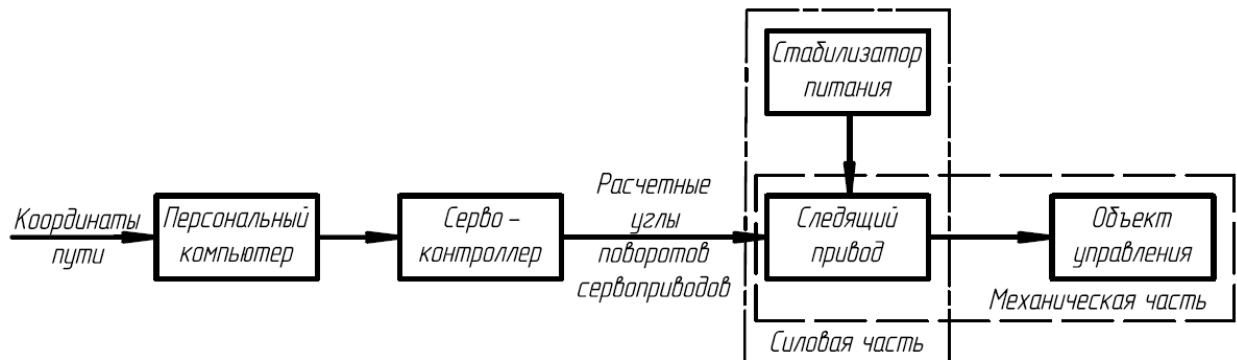 Стабилизатор
питания
Координаты
пути
Персональный
компьютер
Серво -
контроллер
Расчетные
углы
поворотов
сервоприводов
Следящий
привод
Объект
управления
Механическая часть
Силовая часть